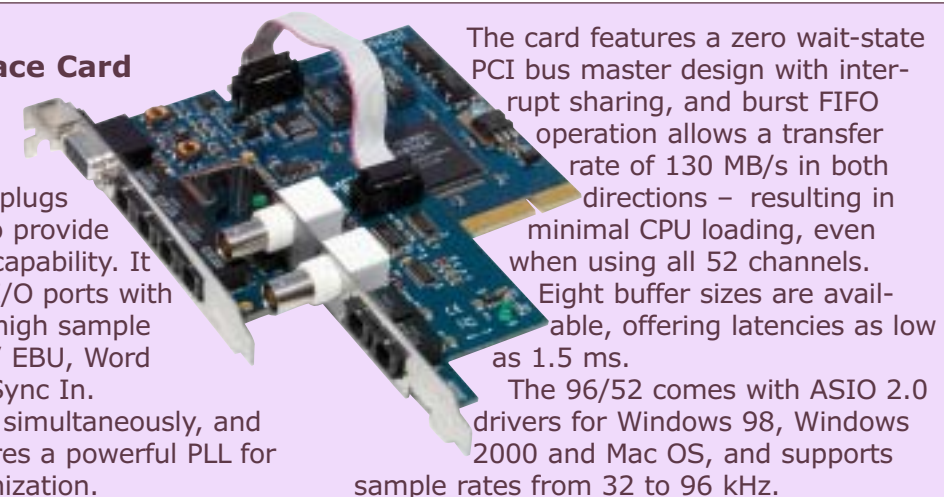 ace Card
plugs
o provide
capability. It
/O ports with
high sample
/ EBU, Word
Sync In.
simultaneously, and
res a powerful PLL for
nization.
The card features a zero wait-state
PCI bus master design with inter-
rupt sharing, and burst FIFO
operation allows a transfer
rate of 130 MB/s in both
directions – resulting in
minimal CPU loading, even
when using all 52 channels.
Eight buffer sizes are avail-
able, offering latencies as low
as 1.5 ms.
The 96/52 comes with ASIO 2.0
drivers for Windows 98, Windows
2000 and Mac OS, and supports
sample rates from 32 to 96 kHz.